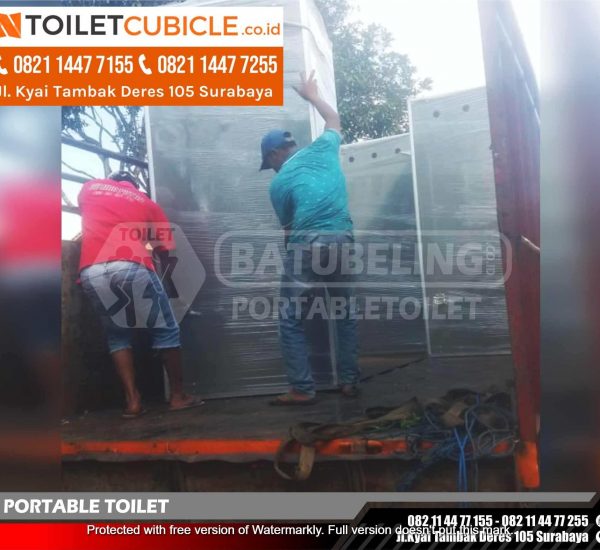 TOILETCUBICLE.co.id
0821 1447 7155 0821 1447 7255
Jl. Kyai Tambak Deres 105 Surabaya
TOILET
BATUBELING
GROUP
PORTABLETOILET
PORTABLE TOILET
082 11 44 77 155 - 082 11 44 77 255
Jl.Kyai Tambak Deres 105 Surabaya
Protected with free version of Watermarkly. Full version doesn't put this mark.